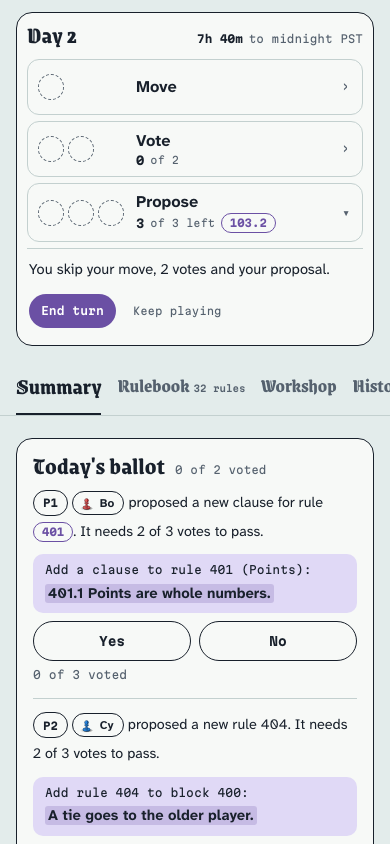 Day 2
7h 40m to midnight PST
Move
Vote
0 of 2
Propose
3 of 3 left 103.2
You skip your move, 2 votes and your proposal.
End turn
Keep playing
Summary
Rulebook 32 rules
Workshop
Histo
Today's ballot 0 of 2 voted
P1 Bo proposed a new clause for rule
401. It needs 2 of 3 votes to pass.
Add a clause to rule 401 (Points):
401.1 Points are whole numbers.
Yes
No
0 of 3 voted
P2 Cy proposed a new rule 404. It needs
2 of 3 votes to pass.
Add rule 404 to block 400:
A tie goes to the older player.